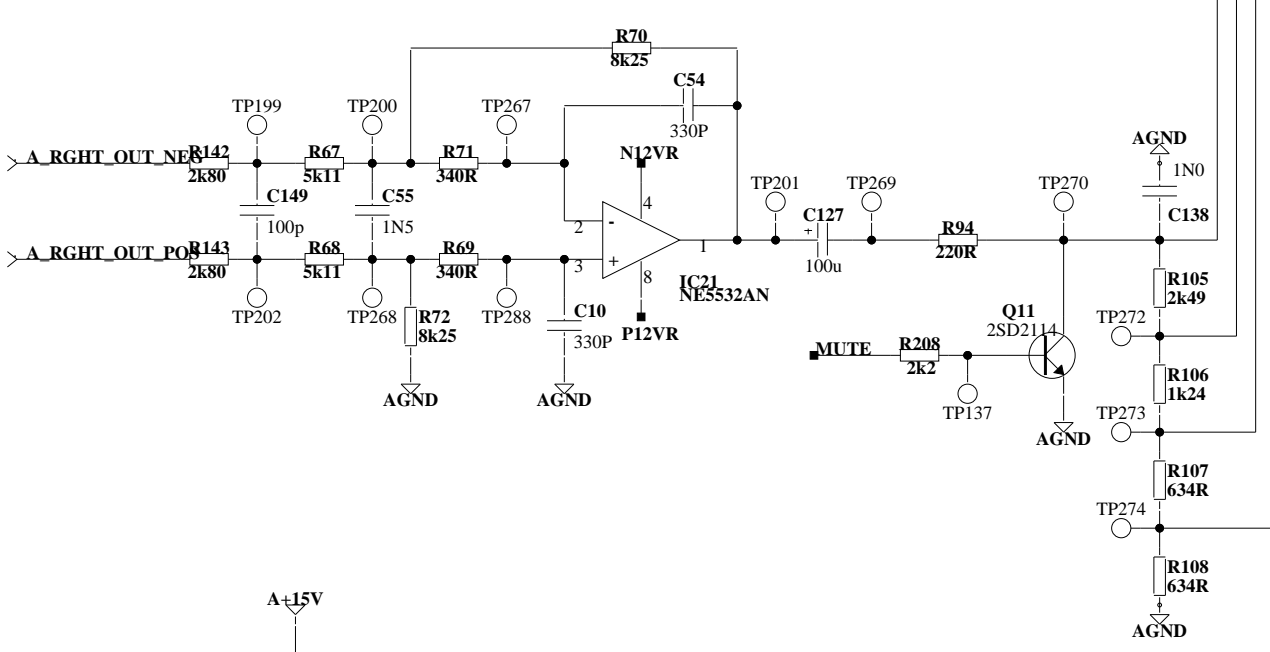 R70
8k25
C54
330P
TP199
TP200
TP267
A_RGHT_OUT_NEG
R142
2k80
R67
5k11
R71
340R
N12VR
4
AGND
1N0
C138
C149
100p
C55
1N5
TP201
TP269
TP270
2
-
C127
+
100u
R94
220R
1
A_RGHT_OUT_POS
R143
2k80
R68
5k11
R69
340R
3
+
8
IC21
NE5532AN
R105
2k49
TP202
TP268
R72
8k25
TP288
C10
330P
P12VR
Q11
2SD2114
TP272
MUTE
R208
2k2
R106
1k24
AGND
AGND
TP137
TP273
AGND
R107
634R
TP274
R108
634R
A+15V
AGND